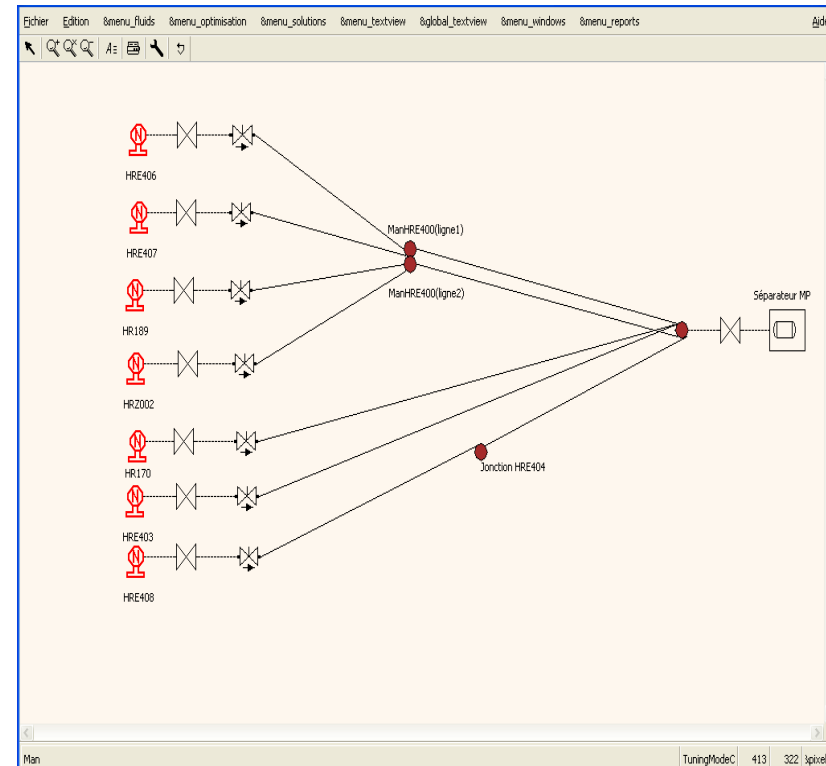 Fichier Edition &menu_fluids &menu_optimisation &menu_solutions &menu_textview &global_textview &menu_windows &menu_reports
HRE406
HRE407
ManHRE400(ligne1)
ManHRE400(ligne2)
Séparateur MP
HR189
HRZ002
HR170
Jonction HRE404
HRE403
HRE408
Man TuningModeC 413 322